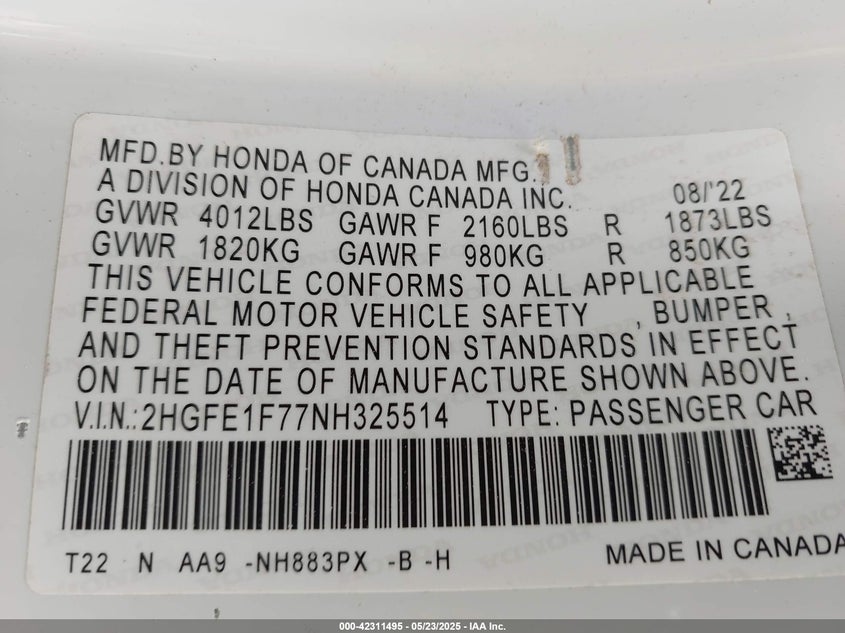 MFD.BY HONDA OF CANADA MFG.
A DIVISION OF HONDA CANADA INC. 08/'22
GVWR 4012LBS GAWR F 2160LBS R 1873LBS
GVWR 1820KG GAWR F 980KG R 850KG
THIS VEHICLE CONFORMS TO ALL APPLICABLE
FEDERAL MOTOR VEHICLE SAFETY , BUMPER ,
AND THEFT PREVENTION STANDARDS IN EFFECT
ON THE DATE OF MANUFACTURE SHOWN ABOVE.
V.I.N.:2HGFE1F77NH325514 TYPE: PASSENGER CAR
T22 N AA9 -NH883PX -B -H MADE IN CANADA
000-42311495 - 05/23/2025 - IAA Inc.